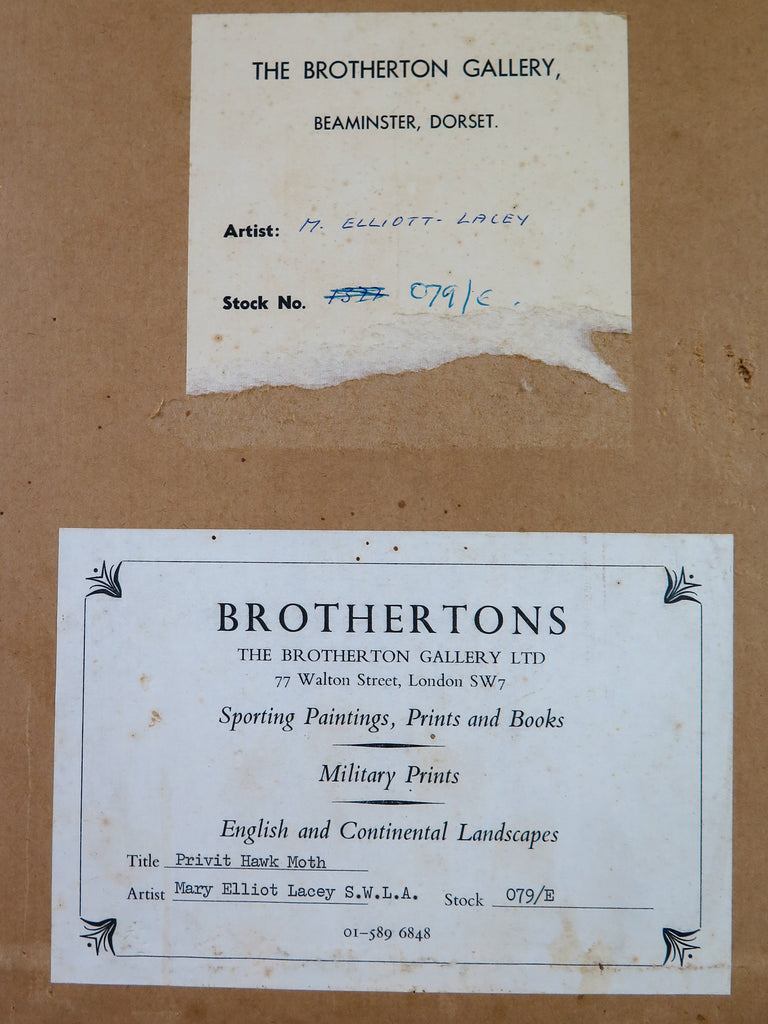 THE BROTHERTON GALLERY,
BEAMINSTER, DORSET.
Artist: M. ELLIOTT-LACEY
Stock No. 079/E.
BROTHERTONS
THE BROTHERTON GALLERY LTD
77 Walton Street, London SW7
Sporting Paintings, Prints and Books
Military Prints
English and Continental Landscapes
Title Privit Hawk Moth
Artist Mary Elliot Lacey S.W.L.A. Stock 079/E
01-589 6848